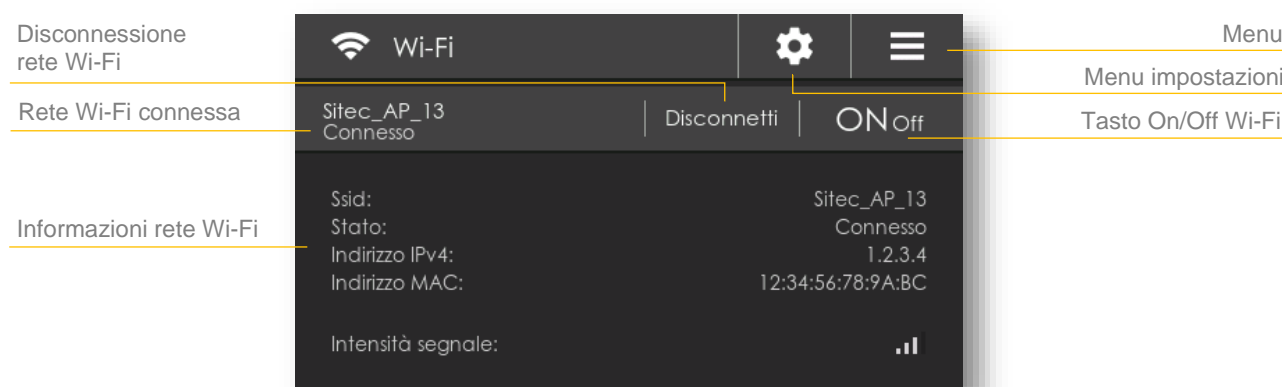 Disconnessione
rete Wi-Fi
Rete Wi-Fi connessa
Informazioni rete Wi-Fi
Wi-Fi
Sitec_AP_13
Connesso
Disconnetti
ON Off
Ssid: Sitec_AP_13
Stato: Connesso
Indirizzo IPv4: 1.2.3.4
Indirizzo MAC: 12:34:56:78:9A:BC
Intensità segnale:
Menu
Menu impostazioni
Tasto On/Off Wi-Fi